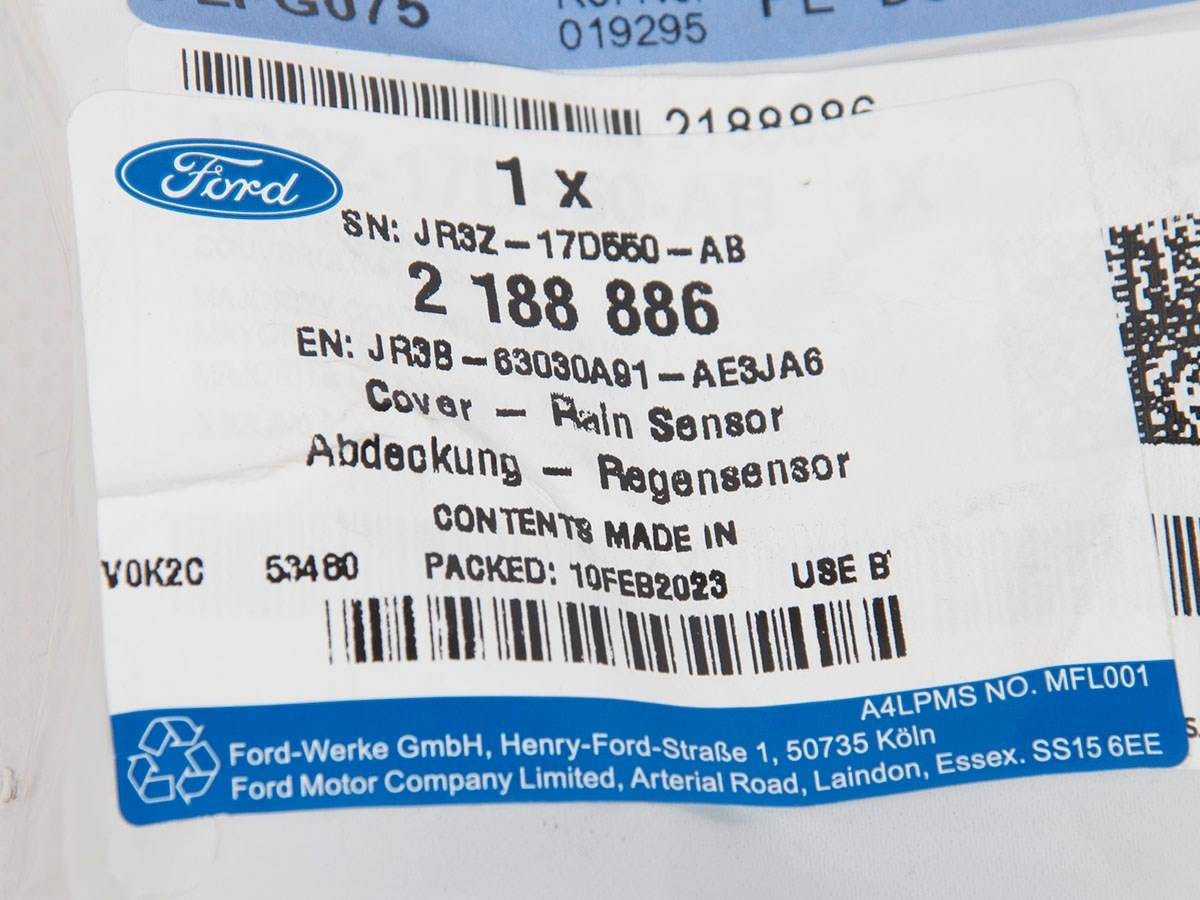 019295
2188886
Ford
1 x
SN: JR3Z-17D550-AB
2 188 886
EN: JR3B-63030A91-AE3JA6
Cover - Rain Sensor
Abdeckung - Regensensor
CONTENTS MADE IN
V0K2C 53480 PACKED: 10FEB2023 USE B
A4LPMS NO. MFL001
Ford-Werke GmbH, Henry-Ford-Straße 1, 50735 Köln
Ford Motor Company Limited, Arterial Road, Laindon, Essex. SS15 6EE